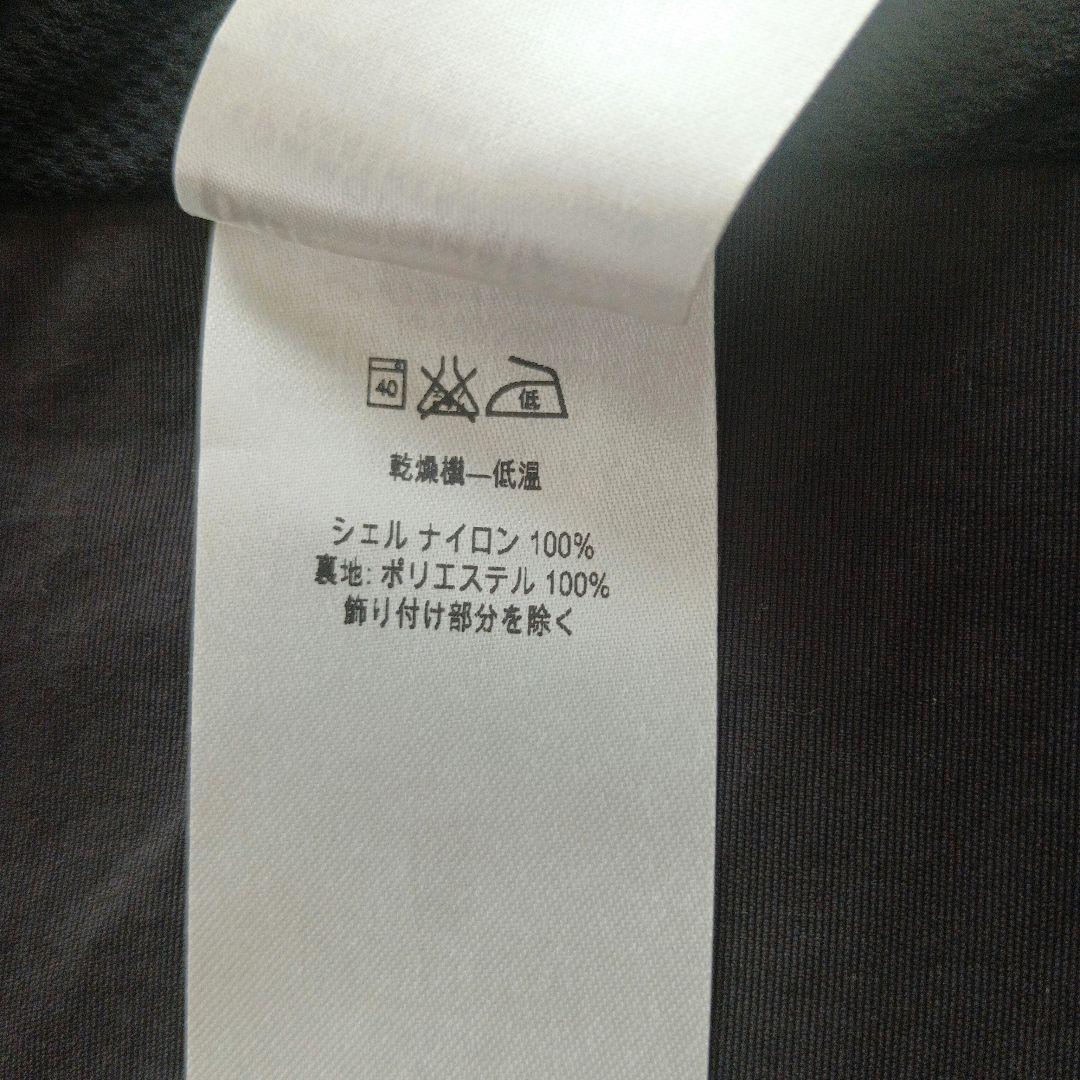 40 低
乾燥機—低温
シェル ナイロン 100%
裏地: ポリエステル 100%
飾り付け部分を除く